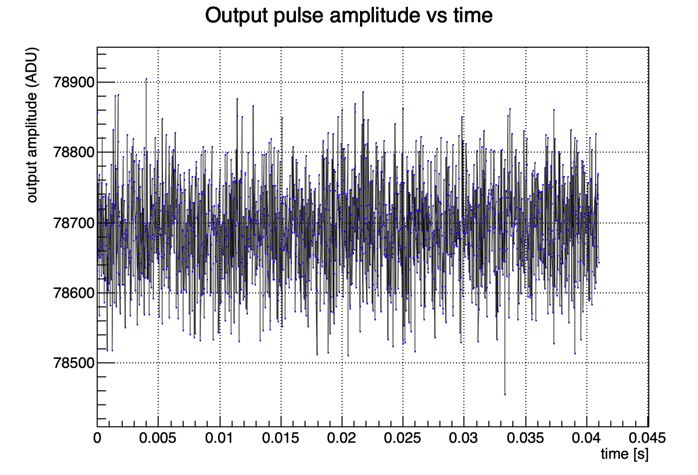 Output pulse amplitude vs time
output amplitude (ADU)
78900
78800
78700
78600
78500
0 0.005 0.01 0.015 0.02 0.025 0.03 0.035 0.04 0.045
time [s]